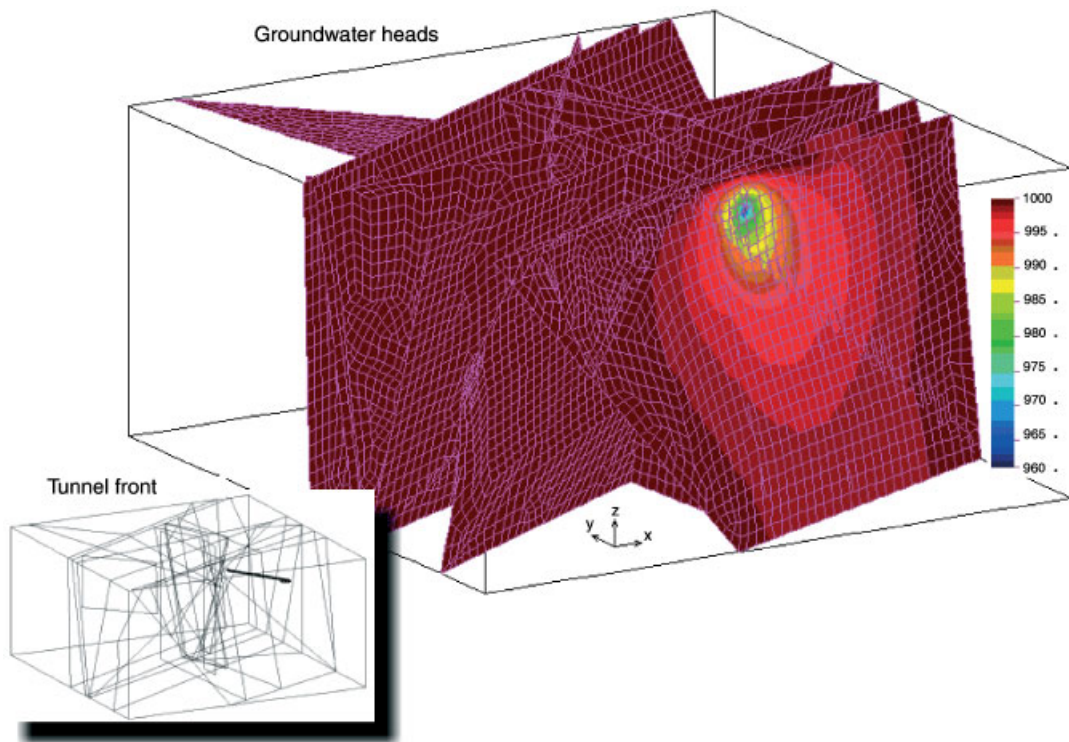 Groundwater heads
1000
995 .
990 .
985 .
980 .
975 .
970 .
965 .
960 .
Tunnel front
z
y
x